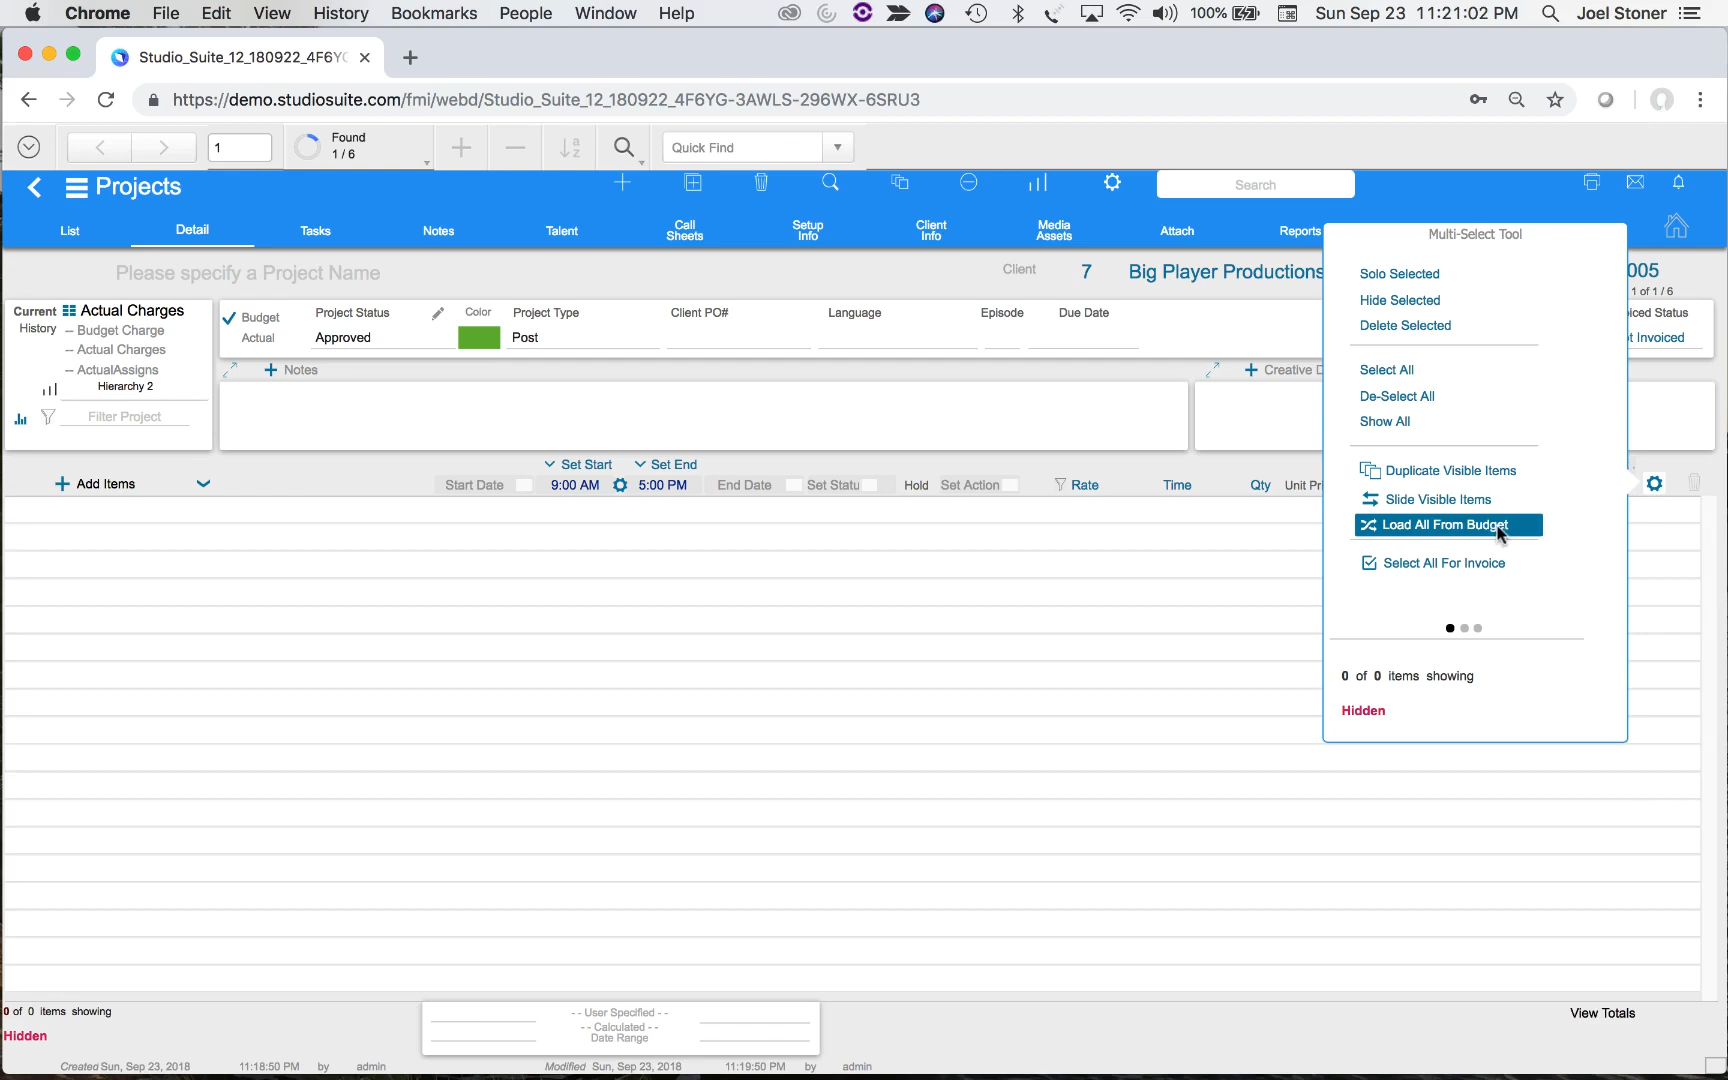 Chrome File Edit View History Bookmarks People Window Help 100% Sun Sep 23 11:21:02 PM Joel Stoner
Studio_Suite_12_180922_4F6Y
https://demo.studiosuite.com/fmi/webd/Studio_Suite_12_180922_4F6YG-3AWLS-296WX-6SRU3
1 Found 1 / 6 Quick Find
Projects Search
List Detail Tasks Notes Talent Call Sheets Setup Info Client Info Media Assets Attach Reports
Multi-Select Tool
Please specify a Project Name Client 7 Big Player Productions 005
1 of 1 / 6
Current Actual Charges
History -- Budget Charge
-- Actual Charges
-- ActualAssigns
Hierarchy 2
Filter Project
Budget
Actual
Project Status Color Project Type Client PO# Language Episode Due Date iced Status
Approved Post t Invoiced
Notes
Creative D
Solo Selected
Hide Selected
Delete Selected
Select All
De-Select All
Show All
Duplicate Visible Items
Slide Visible Items
Load All From Budget
Select All For Invoice
0 of 0 items showing
Hidden
Set Start Set End
Add Items Start Date 9:00 AM 5:00 PM End Date Set Statu Hold Set Action Rate Time Qty Unit Pri
0 of 0 items showing
Hidden
- - User Specified - -
- - Calculated - -
Date Range
View Totals
Created Sun, Sep 23, 2018 11:18:50 PM by admin Modified Sun, Sep 23, 2018 11:19:50 PM by admin